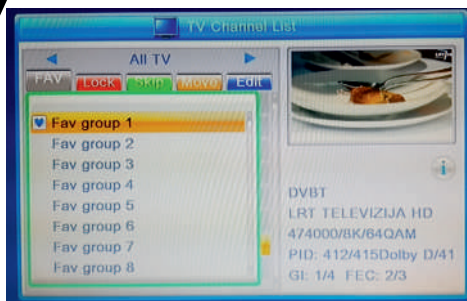 TV Channel List
All TV
FAV Lock Skip Move Edit
Fav group 1
Fav group 2
Fav group 3
Fav group 4
Fav group 5
Fav group 6
Fav group 7
Fav group 8
i
DVBT
LRT TELEVIZIJA HD
474000/8K/64QAM
PID: 412/415Dolby D/41
GI: 1/4 FEC: 2/3